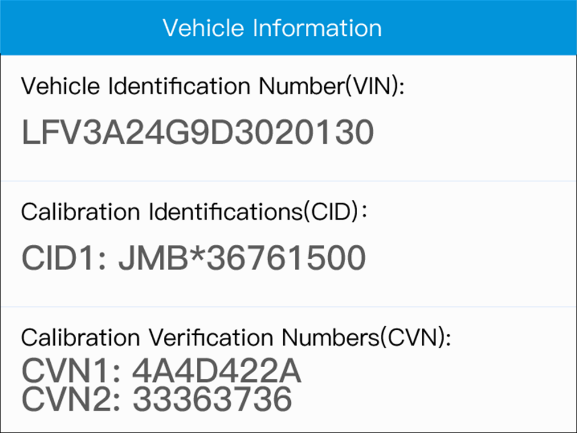 Vehicle Information
Vehicle Identification Number(VIN):
LFV3A24G9D3020130
Calibration Identifications(CID):
CID1: JMB*36761500
Calibration Verification Numbers(CVN):
CVN1: 4A4D422A
CVN2: 33363736